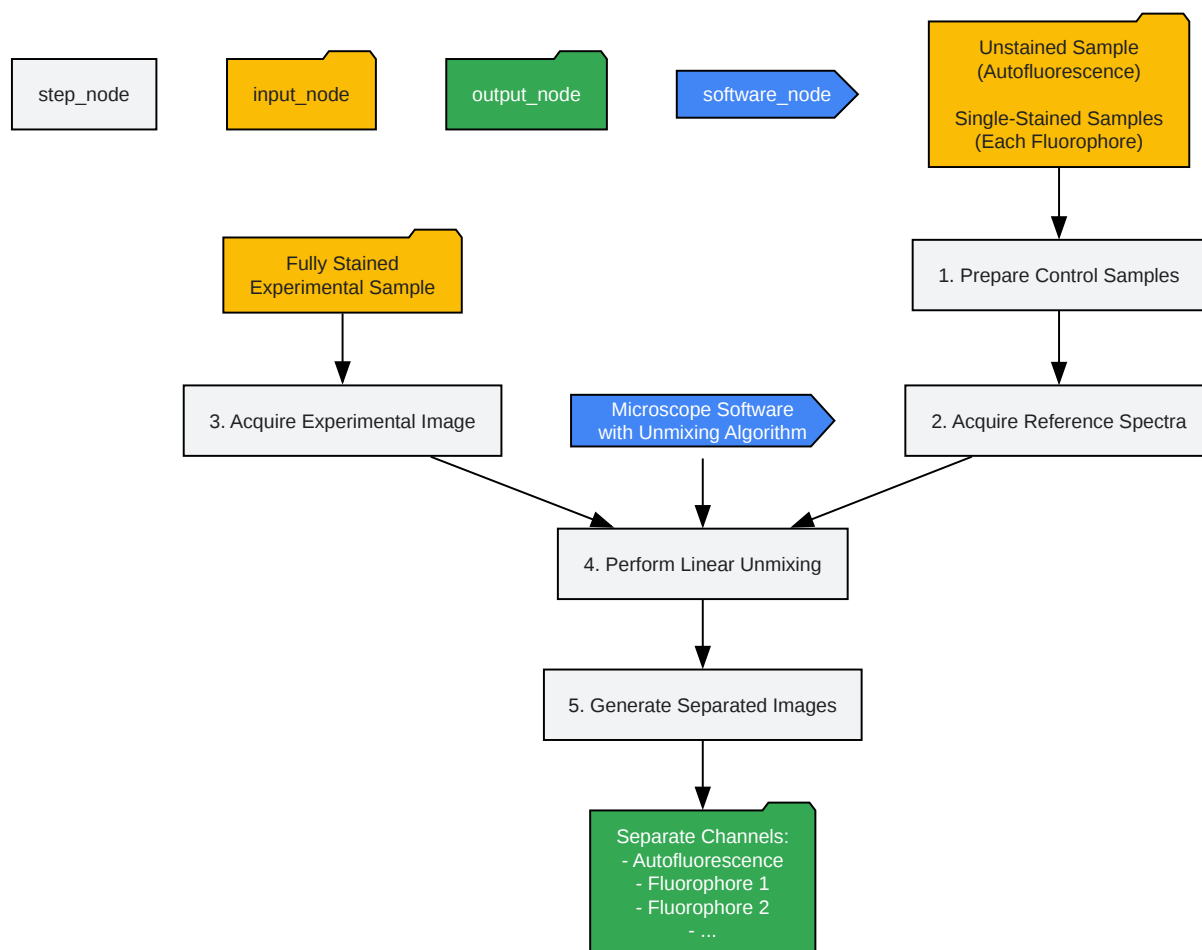 step_node
input_node
output_node
software_node
Unstained Sample
(Autofluorescence)
Single-Stained Samples
(Each Fluorophore)
Fully Stained
Experimental Sample
1. Prepare Control Samples
3. Acquire Experimental Image
Microscope Software
with Unmixing Algorithm
2. Acquire Reference Spectra
4. Perform Linear Unmixing
5. Generate Separated Images
Separate Channels:
- Autofluorescence
- Fluorophore 1
- Fluorophore 2
- ...